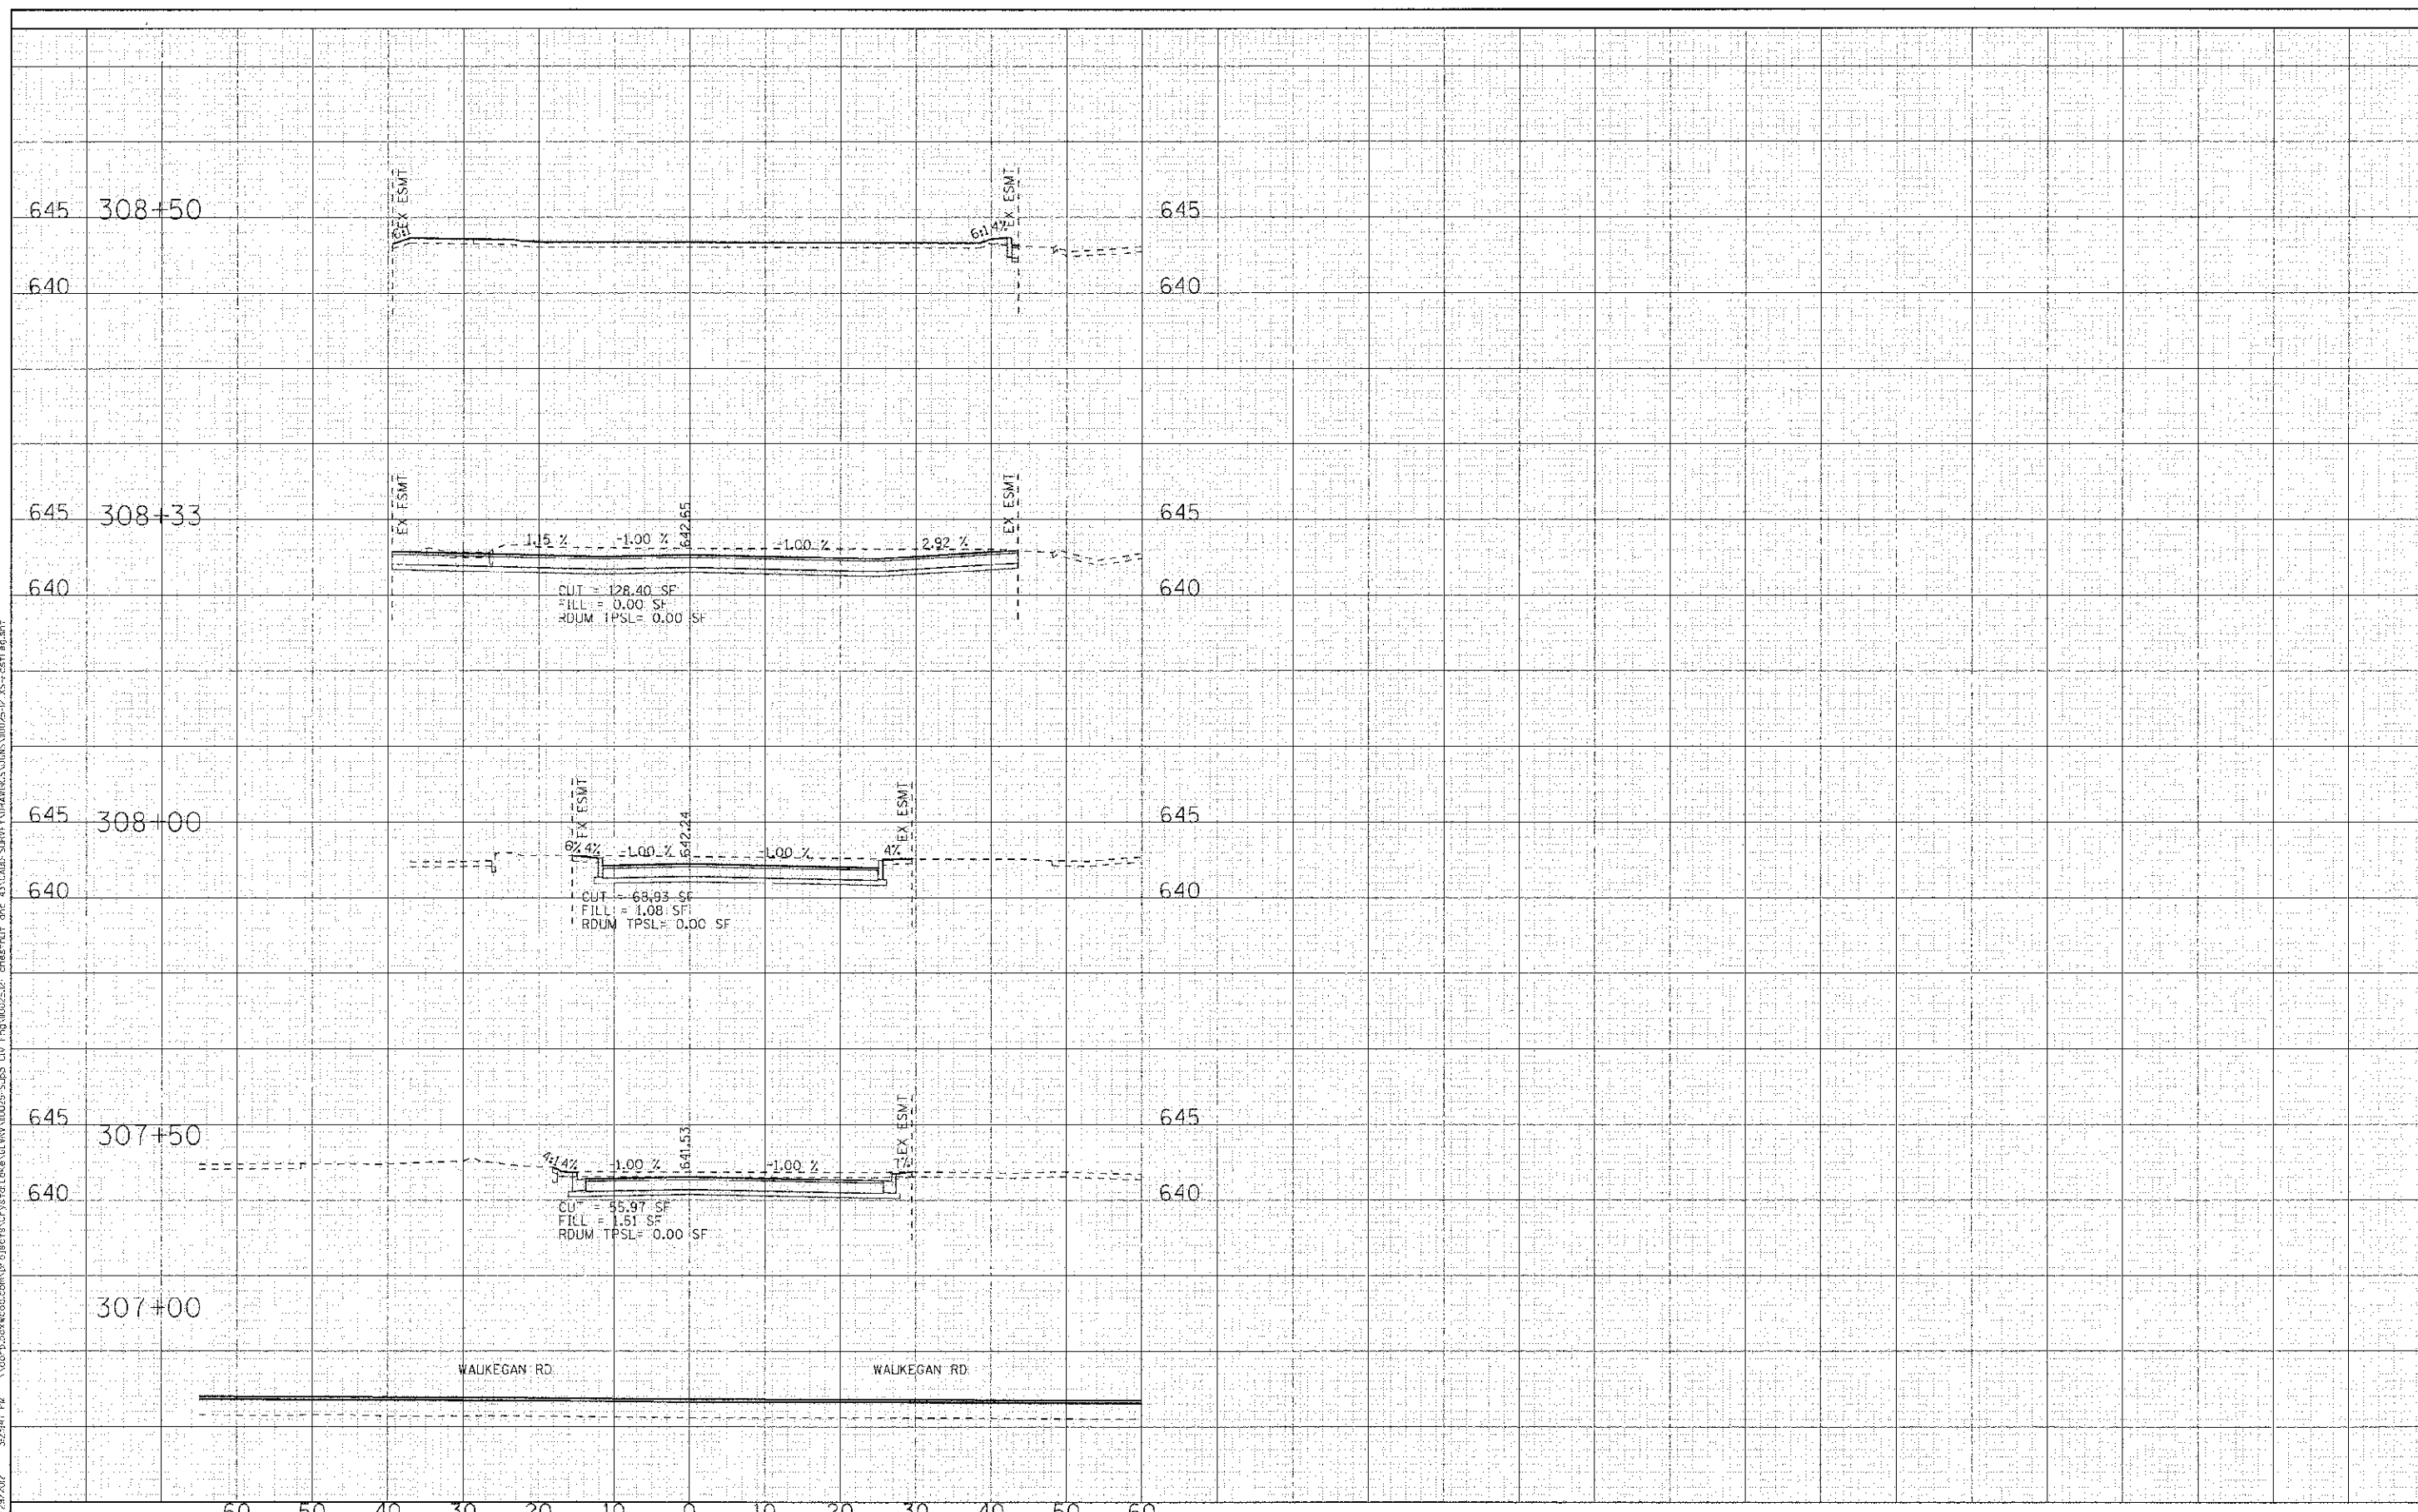 EX ESMT
EX ESMT
645 308+50 645
6:1 6:1 4%
640 640
EX ESMT
642.65
EX ESMT
645 308+33 645
1.15 % -1.00 % -1.00 % 2.92 %
CUT = 128.40 SF
640 640
FILL = 0.00 SF
RDUM TPSL= 0.00 SF
EX ESMT
642.24
EX ESMT
645 308+00 645
6% 4% -1.00 % -1.00 % 4%
640 640
CUT = 68.93 SF
FILL = 1.08 SF
RDUM TPSL= 0.00 SF
641.53
EX ESMT
645 645
307+50
4:1 4% -1.00 % -1.00 % 1%
640 640
CUT = 55.97 SF
FILL = 1.51 SF
RDUM TPSL= 0.00 SF
307+00
WAUKEGAN RD WAUKEGAN RD
60 50 40 30 20 10 0 10 20 30 40 50 60